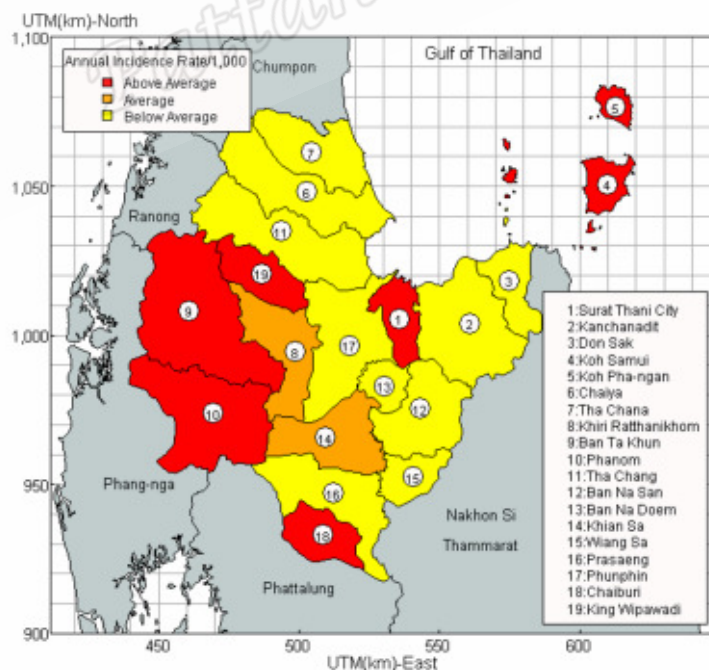 UTM(km)-North
1,100
Annual Incidence Rate/1,000
Above Average
Average
Below Average
Chumpon
Gulf of Thailand
5
7
1,050
6
4
Ranong
11
19
3
9
1
2
1,000
8
17
13
12
10
14
15
950
Phang-nga
16
Nakhon Si
Thammarat
18
Phattalung
1:Surat Thani City
2:Kanchanadit
3:Don Sak
4:Koh Samui
5:Koh Pha-ngan
6:Chaiya
7:Tha Chana
8:Khiri Ratthanikhom
9:Ban Ta Khun
10:Phanom
11:Tha Chang
12:Ban Na San
13:Ban Na Doem
14:Khian Sa
15:Wiang Sa
16:Prasaeng
17:Phunphin
18:Chaiburi
19:King Wipawadi
900
450
500
550
600
UTM(km)-East